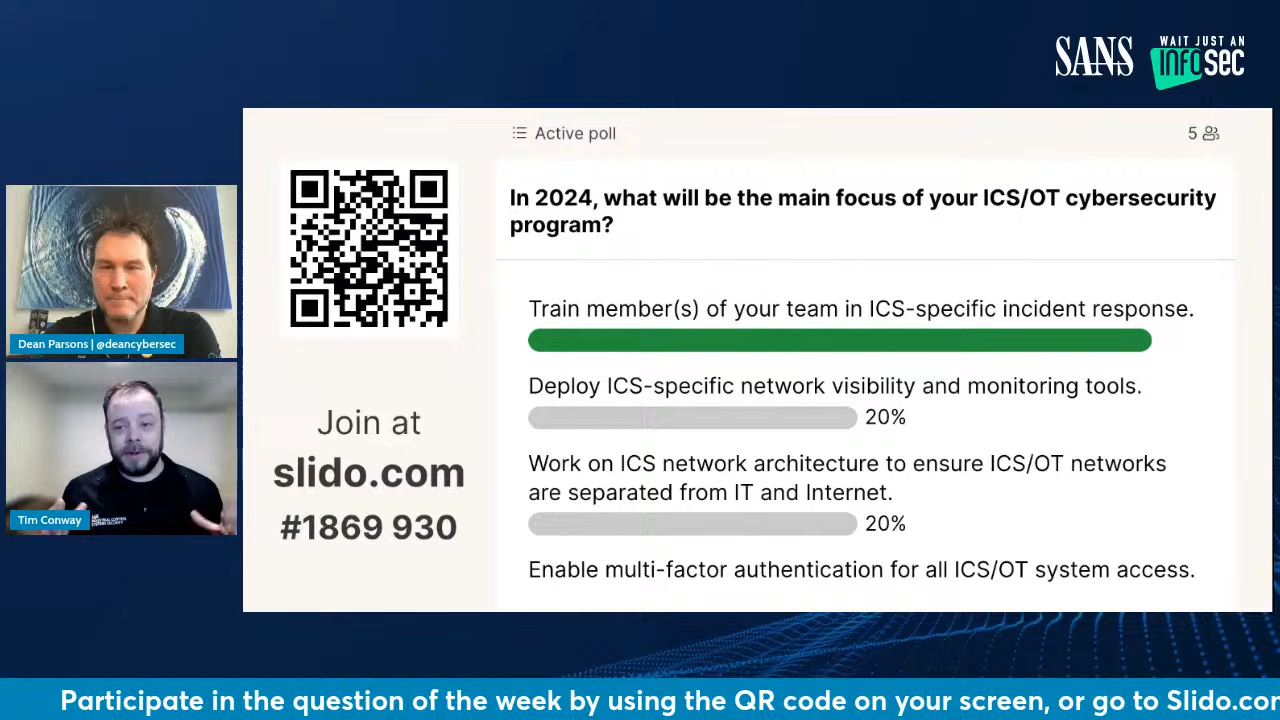 SANS
WAIT JUST AN
INFOSEC
Active poll
5
In 2024, what will be the main focus of your ICS/OT cybersecurity
program?
Train member(s) of your team in ICS-specific incident response.
Deploy ICS-specific network visibility and monitoring tools.
20%
Work on ICS network architecture to ensure ICS/OT networks
are separated from IT and Internet.
20%
Enable multi-factor authentication for all ICS/OT system access.
Join at
slido.com
#1869 930
Dean Parsons | @deancybersec
Tim Conway
Participate in the question of the week by using the QR code on your screen, or go to Slido.com